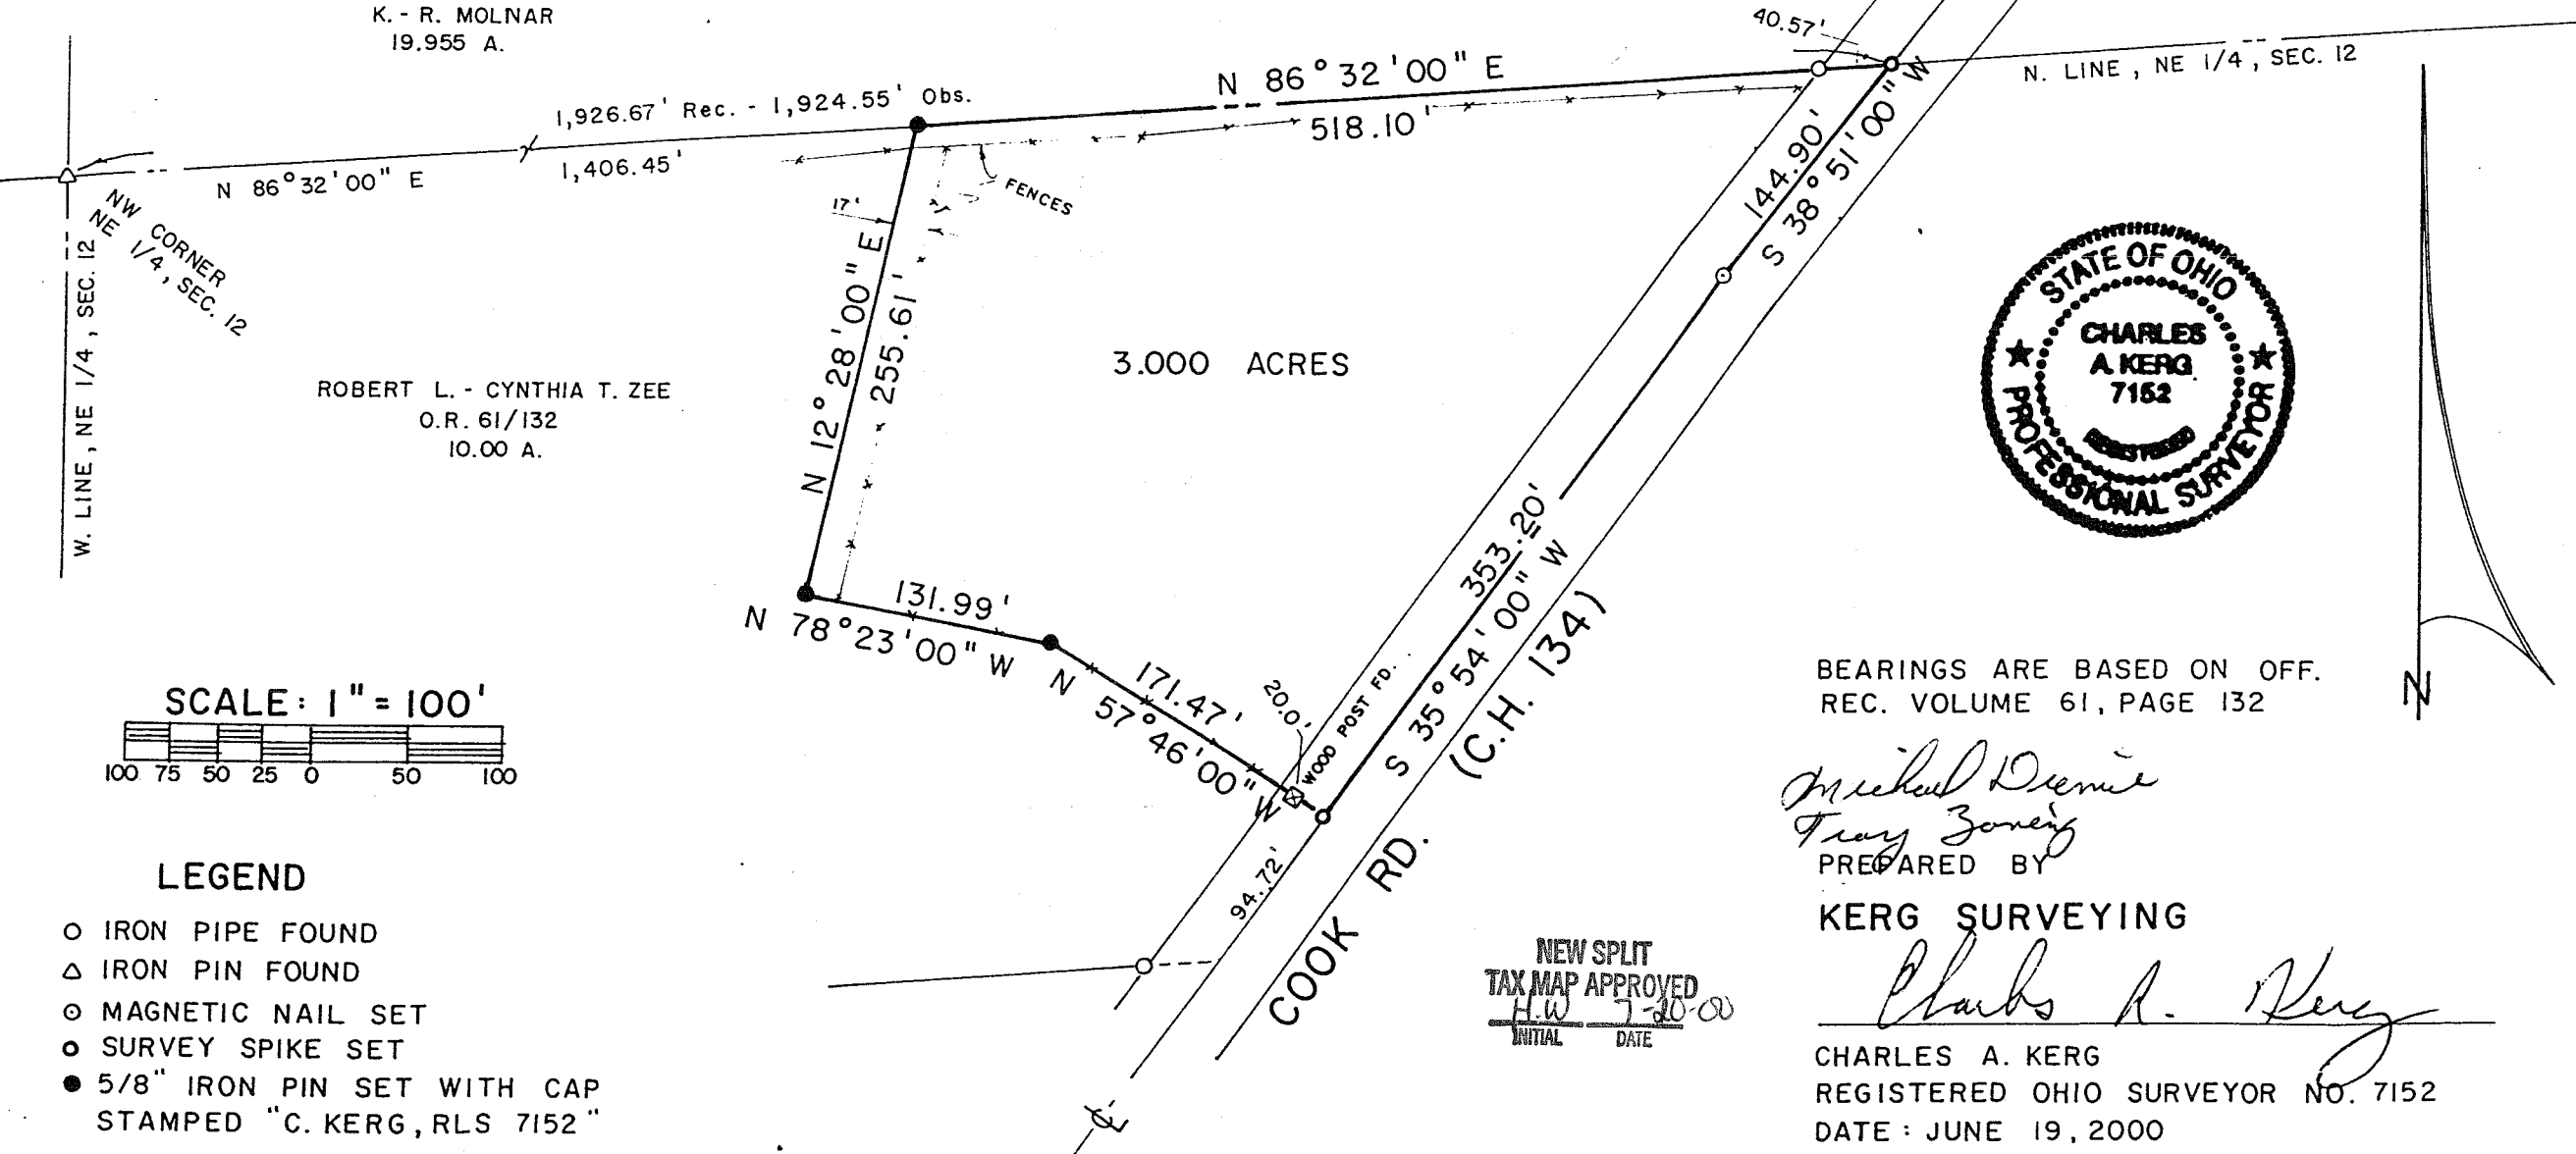 K. - R. MOLNAR
19.955 A.
40.57'
N 86°32'00" E
N. LINE, NE 1/4, SEC. 12
1,926.67' Rec. - 1,924.55' Obs.
518.10'
1,406.45'
N 86°32'00" E
NW CORNER
NE 1/4, SEC. 12
W. LINE, NE 1/4, SEC. 12
17'
FENCES
N 12°28'00" E
255.61'
144.90'
S 38°51'00" W
3.000 ACRES
ROBERT L. - CYNTHIA T. ZEE
O.R. 61/132
10.00 A.
STATE OF OHIO
CHARLES
A. KERG
7152
REGISTERED
PROFESSIONAL SURVEYOR
353.20'
S 35°54'00" W
131.99'
N 78°23'00" W
171.47'
N 57°46'00" W
20.0'
WOOD POST FD.
94.72'
COOK RD. (C.H. 134)
N
SCALE: 1" = 100'
100 75 50 25 0 50 100
BEARINGS ARE BASED ON OFF.
REC. VOLUME 61, PAGE 132
Michael
Troy Zoning
PREPARED BY
KERG SURVEYING
Charles A. Kerg
CHARLES A. KERG
REGISTERED OHIO SURVEYOR NO. 7152
DATE: JUNE 19, 2000
LEGEND
IRON PIPE FOUND
IRON PIN FOUND
MAGNETIC NAIL SET
SURVEY SPIKE SET
5/8" IRON PIN SET WITH CAP
STAMPED "C. KERG, RLS 7152"
NEW SPLIT
TAX MAP APPROVED
H.W 7-20-00
INITIAL DATE